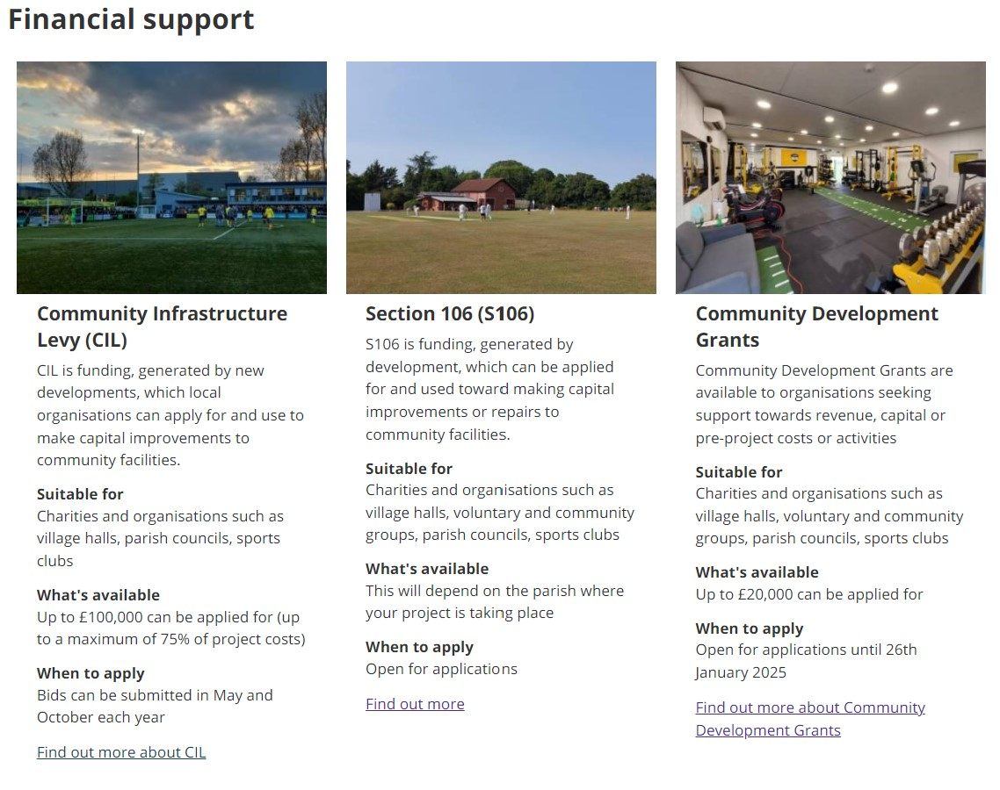 Financial support
Community Infrastructure
Levy (CIL)
CIL is funding, generated by new
developments, which local
organisations can apply for and use to
make capital improvements to
community facilities.
Suitable for
Charities and organisations such as
village halls, parish councils, sports
clubs
What's available
Up to £100,000 can be applied for (up
to a maximum of 75% of project costs)
When to apply
Bids can be submitted in May and
October each year
Find out more about CIL
Section 106 (S106)
S106 is funding, generated by
development, which can be applied
for and used toward making capital
improvements or repairs to
community facilities.
Suitable for
Charities and organisations such as
village halls, voluntary and community
groups, parish councils, sports clubs
What's available
This will depend on the parish where
your project is taking place
When to apply
Open for applications
Find out more
Community Development
Grants
Community Development Grants are
available to organisations seeking
support towards revenue, capital or
pre-project costs or activities
Suitable for
Charities and organisations such as
village halls, voluntary and community
groups, parish councils, sports clubs
What's available
Up to £20,000 can be applied for
When to apply
Open for applications until 26th
January 2025
Find out more about Community
Development Grants